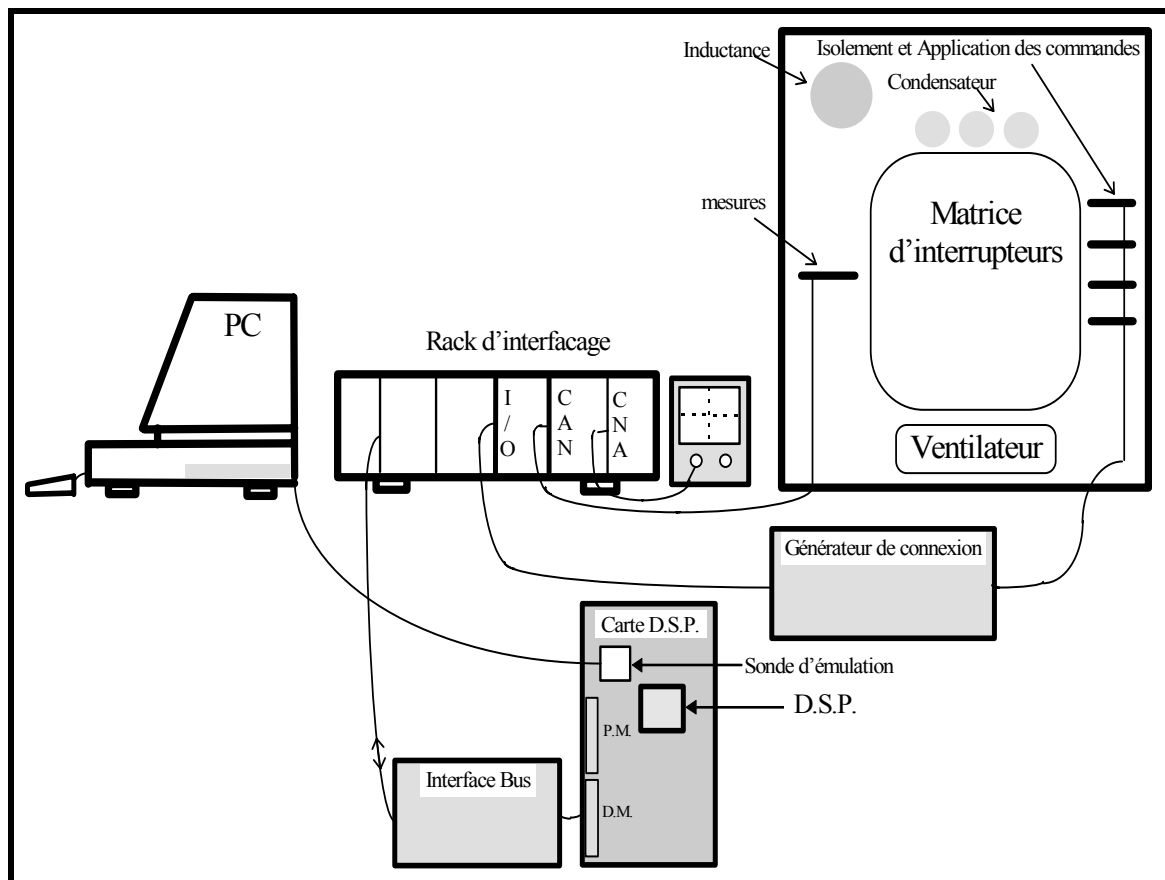 Inductance
Isolement et Application des commandes
Condensateur
mesures
Matrice
d'interrupteurs
PC
Rack d'interfacage
I
/
O
C
A
N
C
N
A
Ventilateur
Générateur de connexion
Carte D.S.P.
Sonde d'émulation
D.S.P.
P.M.
Interface Bus
D.M.